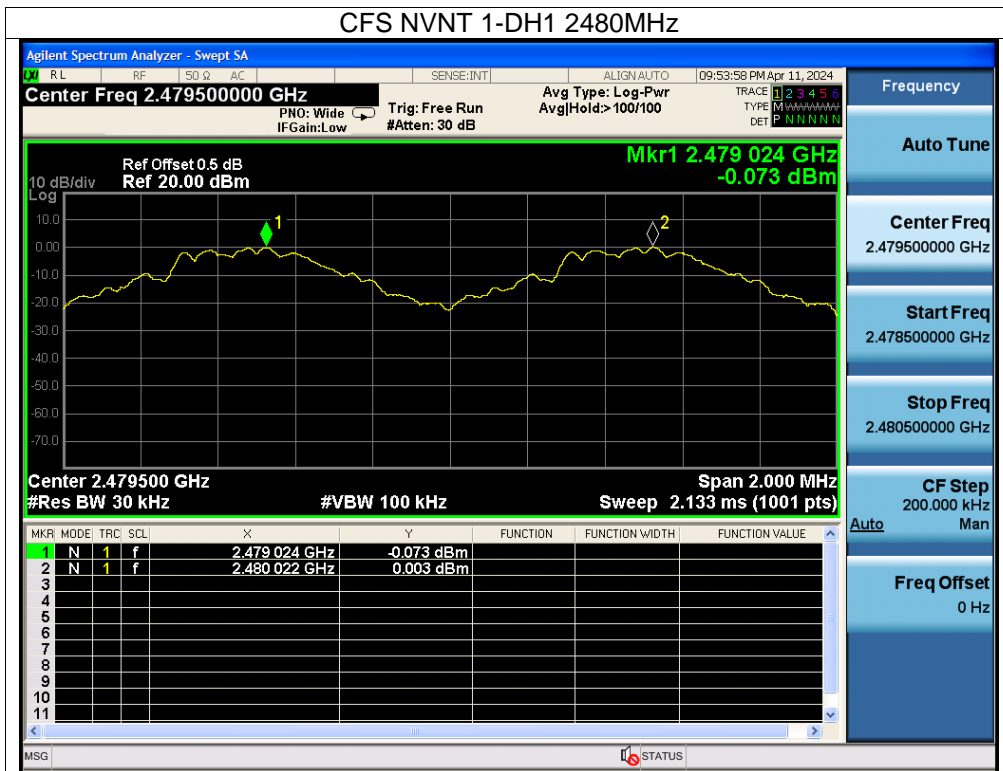 CFS NVNT 1-DH1 2480MHz
Agilent Spectrum Analyzer - Swept SA
LXI RL RF 50 Ω AC SENSE:INT ALIGN AUTO 09:53:58 PM Apr 11, 2024
Center Freq 2.479500000 GHz
PNO: Wide
IFGain:Low
Trig: Free Run
#Atten: 30 dB
Avg Type: Log-Pwr
Avg|Hold:>100/100
TRACE 1 2 3 4 5 6
TYPE M
DET P N N N N N
Mkr1 2.479 024 GHz
-0.073 dBm
Ref Offset 0.5 dB
10 dB/div Ref 20.00 dBm
Log
10.0
0.00
-10.0
-20.0
-30.0
-40.0
-50.0
-60.0
-70.0
1
2
Center 2.479500 GHz Span 2.000 MHz
#Res BW 30 kHz #VBW 100 kHz Sweep 2.133 ms (1001 pts)
MKR MODE TRC SCL X Y FUNCTION FUNCTION WIDTH FUNCTION VALUE
1 N 1 f 2.479 024 GHz -0.073 dBm
2 N 1 f 2.480 022 GHz 0.003 dBm
3
4
5
6
7
8
9
10
11
MSG STATUS
Frequency
Auto Tune
Center Freq
2.479500000 GHz
Start Freq
2.478500000 GHz
Stop Freq
2.480500000 GHz
CF Step
200.000 kHz
Auto Man
Freq Offset
0 Hz